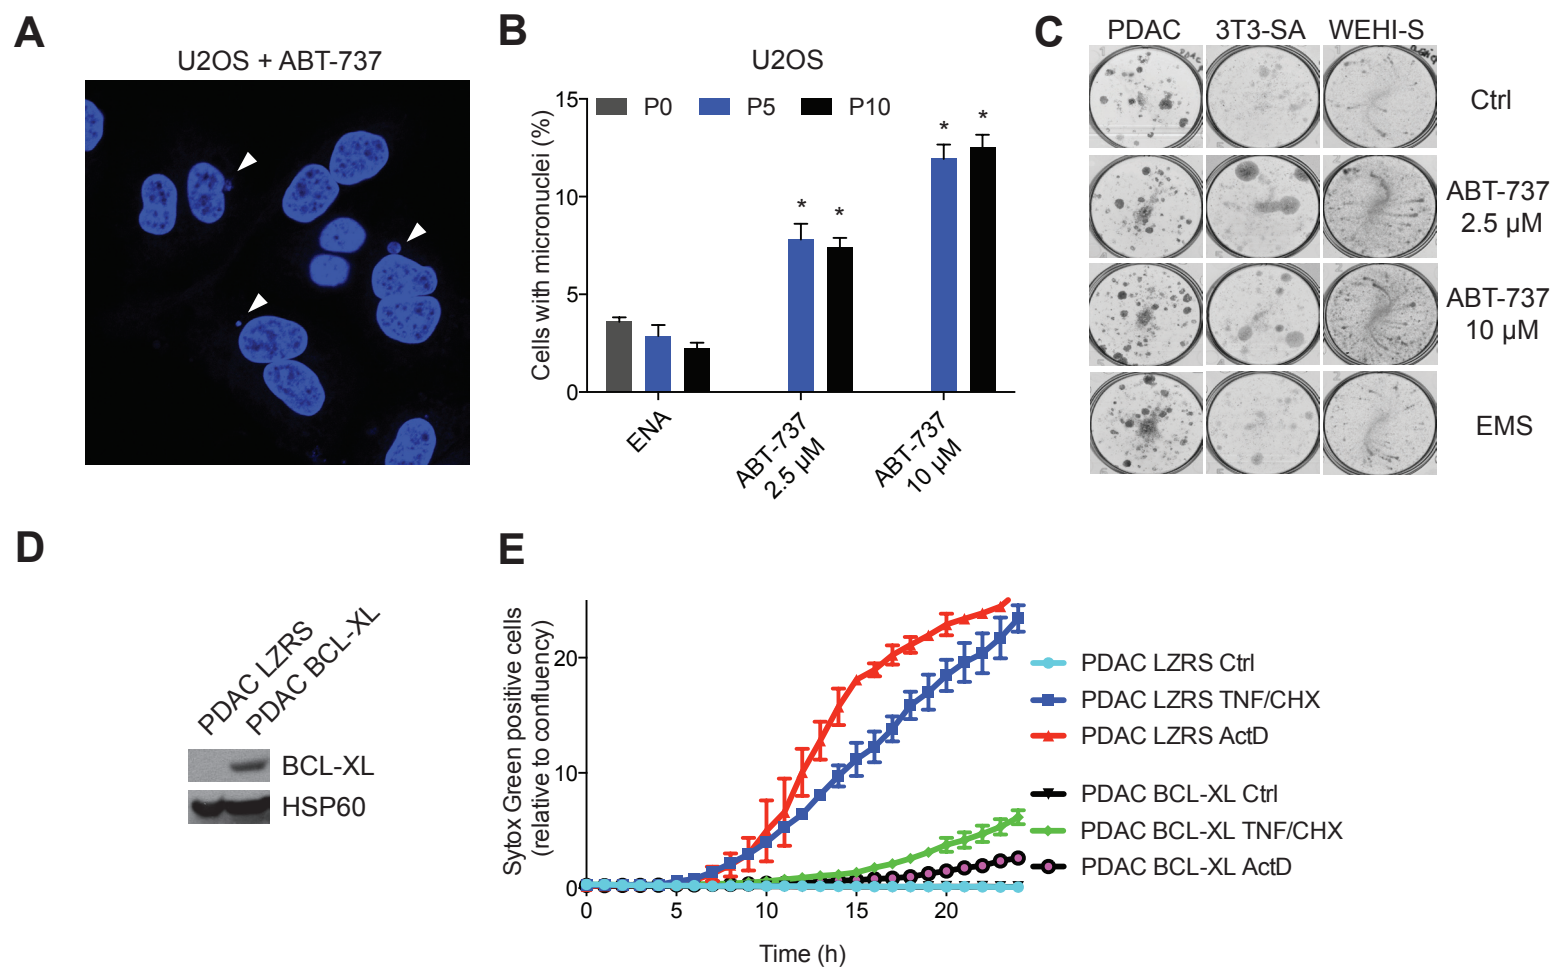 A
U2OS + ABT-737
B
U2OS
P0 P5 P10
Cells with micronuclei (%)
15
10
5
0
* * * *
ENA
ABT-737
2.5 µM
ABT-737
10 µM
C
PDAC 3T3-SA WEHI-S
Ctrl
ABT-737
2.5 µM
ABT-737
10 µM
EMS
D
PDAC LZRS
PDAC BCL-XL
BCL-XL
HSP60
E
Sytox Green positive cells
(relative to confluency)
20
10
0
0 5 10 15 20
Time (h)
PDAC LZRS Ctrl
PDAC LZRS TNF/CHX
PDAC LZRS ActD
PDAC BCL-XL Ctrl
PDAC BCL-XL TNF/CHX
PDAC BCL-XL ActD